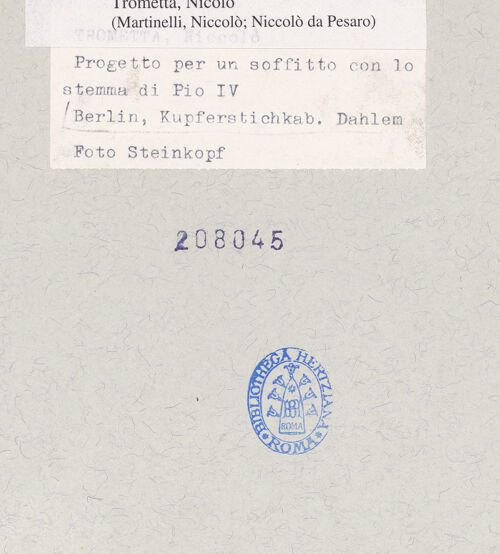 Trometta, Nicolò
(Martinelli, Niccolò; Niccolò da Pesaro)
TROMETTA, Niccolò
Progetto per un soffitto con lo
stemma di Pio IV
/Berlin, Kupferstichkab. Dahlem
Foto Steinkopf
208045
BIBLIOTHECA HERTZIANA
ROMA
ROMA